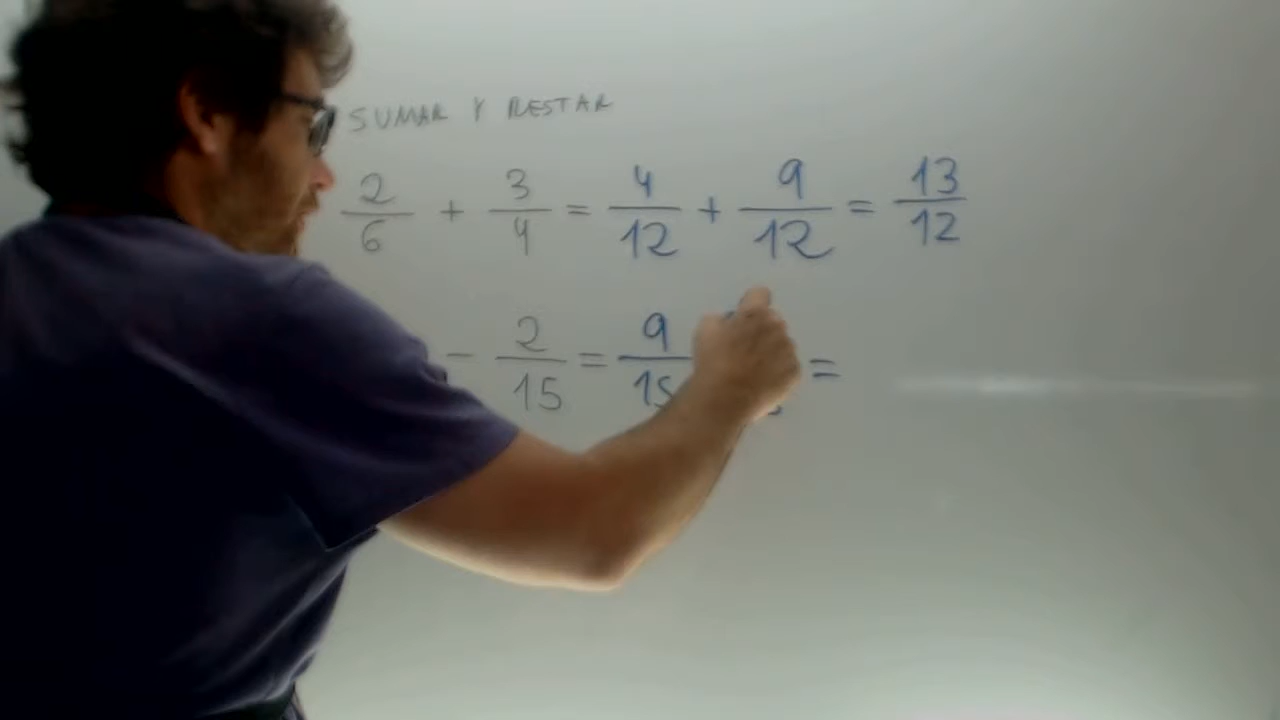 SUMAR Y RESTAR
2/6 + 3/4 = 4/12 + 9/12 = 13/12
- 2/15 = 9/15 =